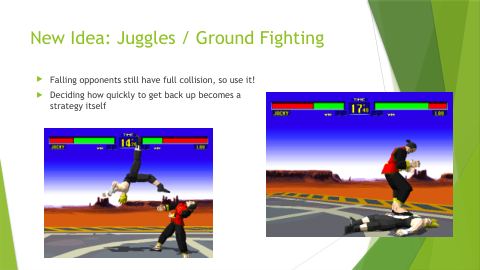 New Idea: Juggles / Ground Fighting
Falling opponents still have full collision, so use it!
Deciding how quickly to get back up becomes a
strategy itself
TIME
JACKY
LAU
TIME
17
JACKY
LAU